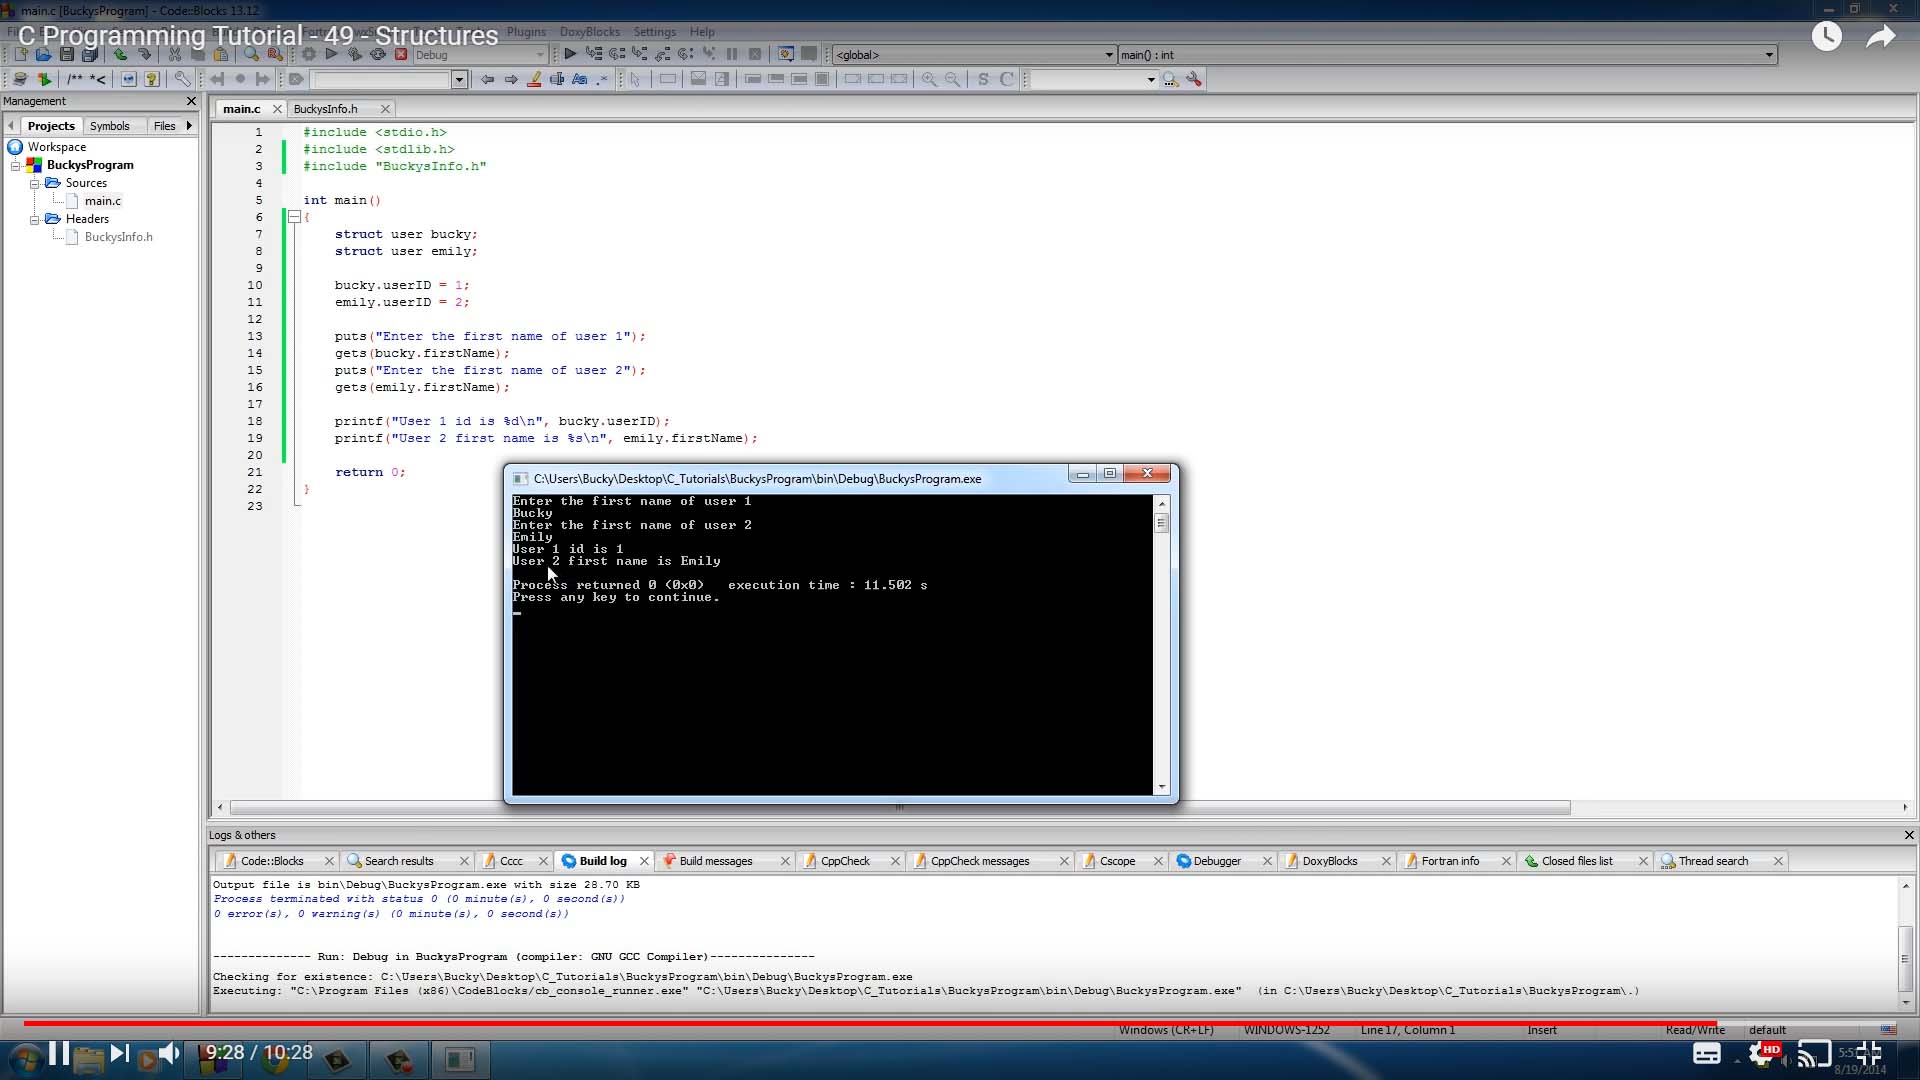 main.c [BuckysProgram] - Code::Blocks 13.12
C Programming Tutorial - 49 - Structures
Plugins DoxyBlocks Settings Help
Debug
<global>
main() : int
/** *<
S C
Management
Projects Symbols Files
main.c BuckysInfo.h
Workspace
BuckysProgram
Sources
main.c
Headers
BuckysInfo.h
1 #include <stdio.h>
2 #include <stdlib.h>
3 #include "BuckysInfo.h"
4
5 int main()
6 {
7 struct user bucky;
8 struct user emily;
9
10 bucky.userID = 1;
11 emily.userID = 2;
12
13 puts("Enter the first name of user 1");
14 gets(bucky.firstName);
15 puts("Enter the first name of user 2");
16 gets(emily.firstName);
17
18 printf("User 1 id is %d\n", bucky.userID);
19 printf("User 2 first name is %s\n", emily.firstName);
20
21 return 0;
22 }
23
C:\Users\Bucky\Desktop\C_Tutorials\BuckysProgram\bin\Debug\BuckysProgram.exe
Enter the first name of user 1
Bucky
Enter the first name of user 2
Emily
User 1 id is 1
User 2 first name is Emily
Process returned 0 (0x0) execution time : 11.502 s
Press any key to continue.
Logs & others
Code::Blocks Search results Cccc Build log Build messages CppCheck CppCheck messages Cscope Debugger DoxyBlocks Fortran info Closed files list Thread search
Output file is bin\Debug\BuckysProgram.exe with size 28.70 KB
Process terminated with status 0 (0 minute(s), 0 second(s))
0 error(s), 0 warning(s) (0 minute(s), 0 second(s))
-------------- Run: Debug in BuckysProgram (compiler: GNU GCC Compiler)---------------
Checking for existence: C:\Users\Bucky\Desktop\C_Tutorials\BuckysProgram\bin\Debug\BuckysProgram.exe
Executing: "C:\Program Files (x86)\CodeBlocks/cb_console_runner.exe" "C:\Users\Bucky\Desktop\C_Tutorials\BuckysProgram\bin\Debug\BuckysProgram.exe" (in C:\Users\Bucky\Desktop\C_Tutorials\BuckysProgram\.)
Windows (CR+LF) WINDOWS-1252 Line 17, Column 1 Insert Read/Write default
9:28 / 10:28
HD
8/19/2014